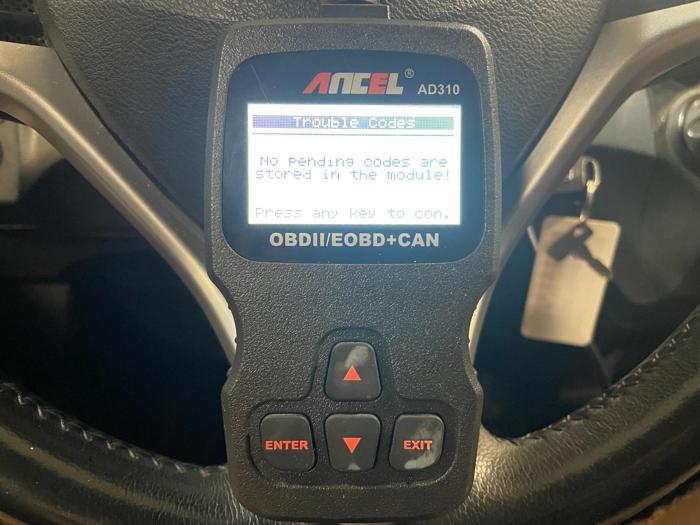 ANCEL® AD310
Trouble Codes
No pending codes are
stored in the module!
Press any key to con.
OBDII/EOBD+CAN
ENTER
EXIT